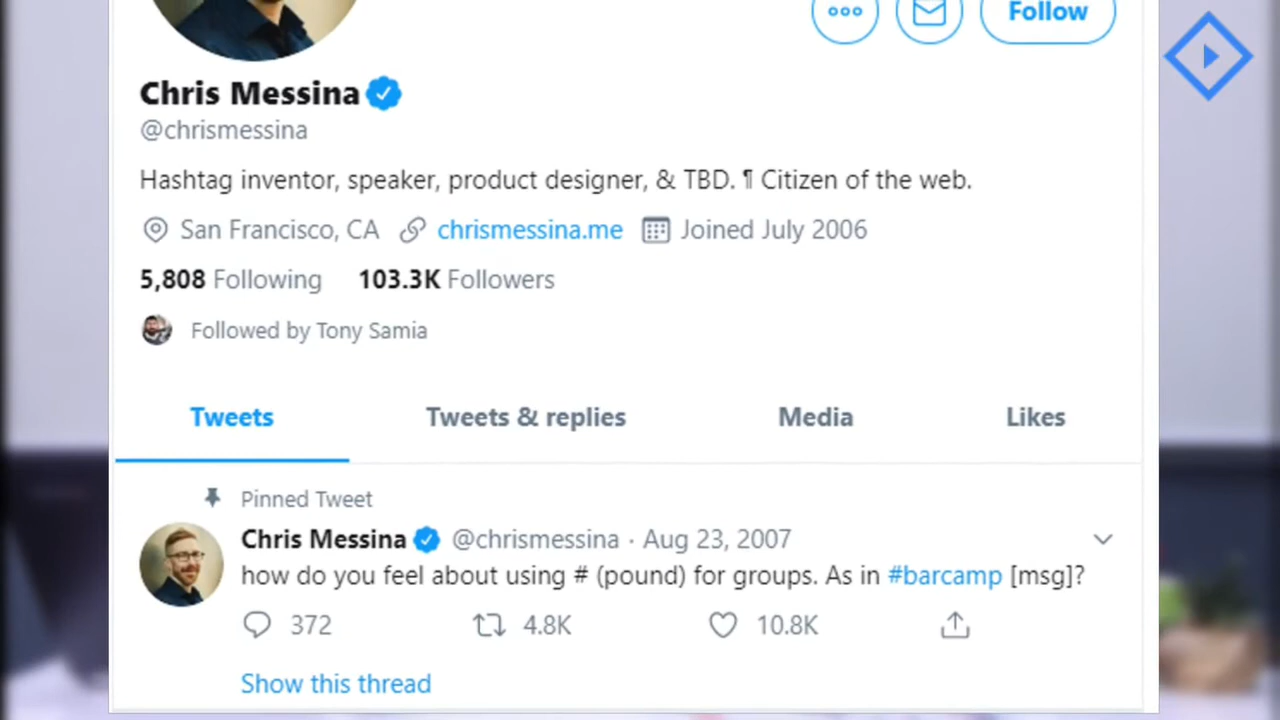 Follow
Chris Messina
@chrismessina
Hashtag inventor, speaker, product designer, & TBD. ¶ Citizen of the web.
San Francisco, CA chrismessina.me Joined July 2006
5,808 Following 103.3K Followers
Followed by Tony Samia
Tweets Tweets & replies Media Likes
Pinned Tweet
Chris Messina @chrismessina · Aug 23, 2007
how do you feel about using # (pound) for groups. As in #barcamp [msg]?
372 4.8K 10.8K
Show this thread